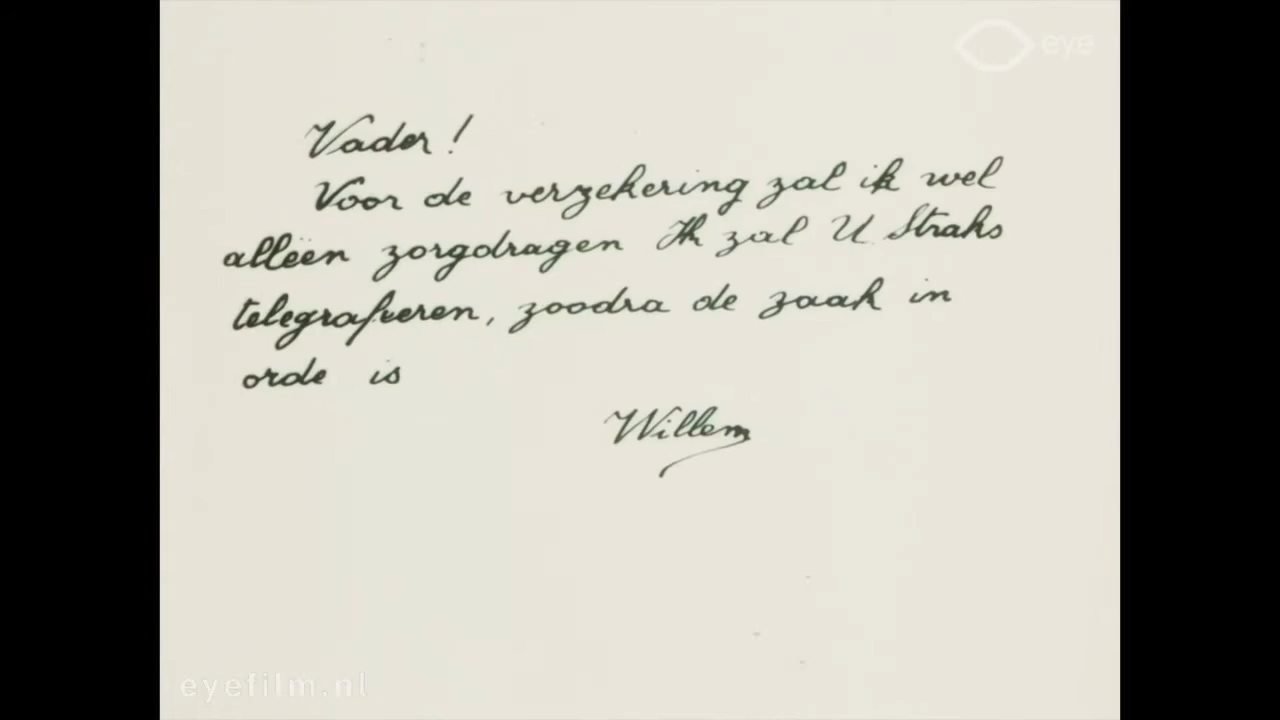 eye
Vader!
Voor de verzekering zal ik wel
alleen zorgdragen Ik zal U Straks
telegrafeeren, zoodra de zaak in
orde is
Willem
eyefilm.nl